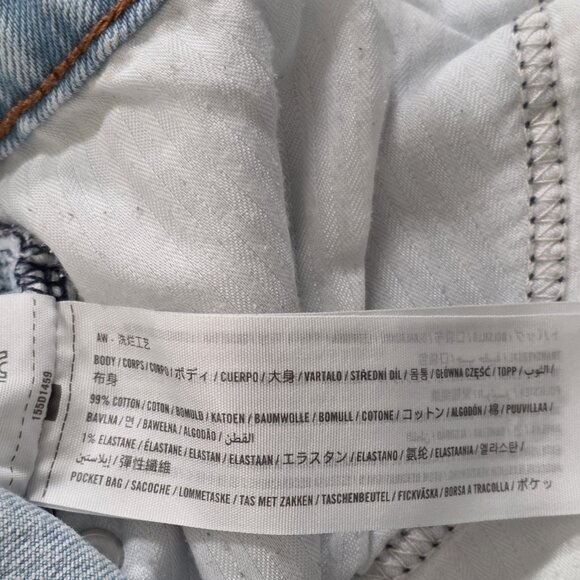 AW - 洗烂工艺
BODY / CORPS / CORPO / ボディ / CUERPO / 大身 / VARTALO / STŘEDNÍ DÍL / 몸통 / GŁÓWNA CZĘŚĆ / TOPP / الثوب /
布身
99% COTTON / COTON / BOMULD / KATOEN / BAUMWOLLE / BOMULL / COTONE / コットン / ALGODÓN / 棉 / PUUVILLAA /
BAVLNA / 면 / BAWEŁNA / ALGODÃO / القطن /
1% ELASTANE / ÉLASTANE / ELASTAN / ELASTAAN / エラスタン / ELASTANO / 氨纶 / ELASTAANIA / 엘라스탄 /
إيلاستين / 彈性纖維
POCKET BAG / SACOCHE / LOMMETASKE / TAS MET ZAKKEN / TASCHENBEUTEL / FICKVÄSKA / BORSA A TRACOLLA / ポケッ
155D1459